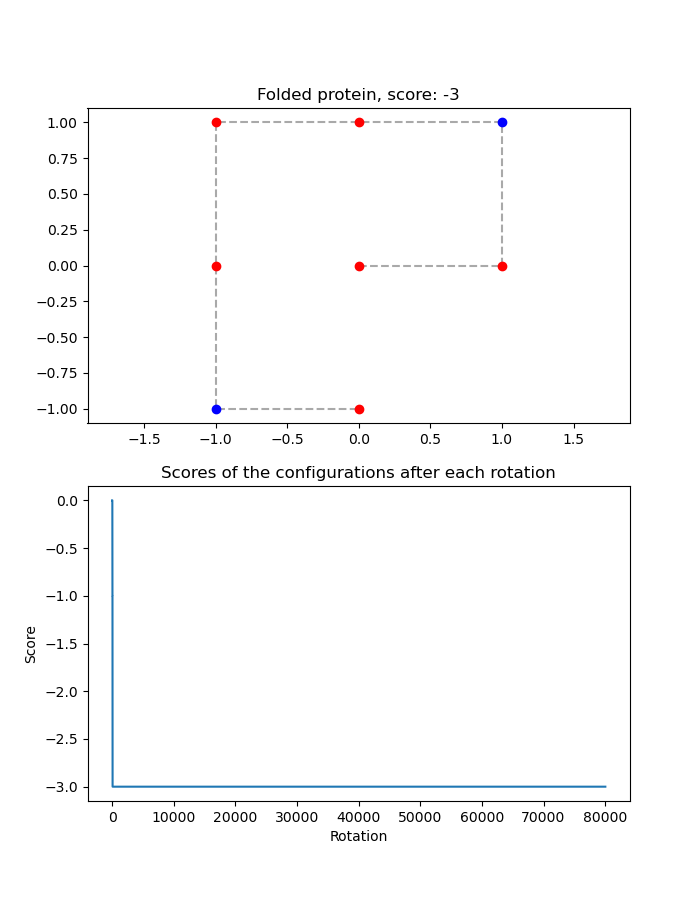 Folded protein, score: -3
1.00
0.75
0.50
0.25
0.00
−0.25
−0.50
−0.75
−1.00
−1.5 −1.0 −0.5 0.0 0.5 1.0 1.5
Scores of the configurations after each rotation
0.0
−0.5
−1.0
−1.5
−2.0
−2.5
−3.0
Score
0 10000 20000 30000 40000 50000 60000 70000 80000
Rotation